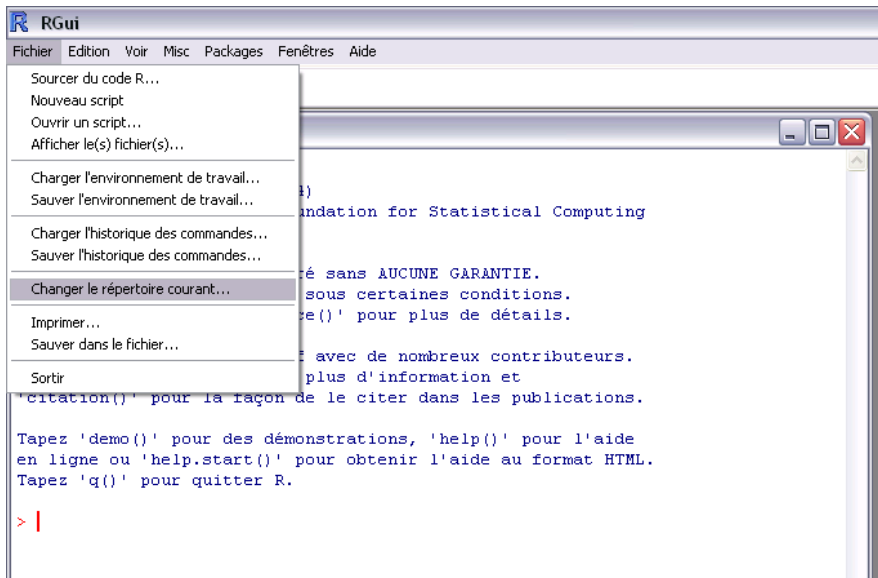 RGui
Fichier Edition Voir Misc Packages Fenêtres Aide
Sourcer du code R...
Nouveau script
Ouvrir un script...
Afficher le(s) fichier(s)...
Charger l'environnement de travail...
Sauver l'environnement de travail...
Charger l'historique des commandes...
Sauver l'historique des commandes...
Changer le répertoire courant...
Imprimer...
Sauver dans le fichier...
Sortir
)
undation for Statistical Computing
é sans AUCUNE GARANTIE.
sous certaines conditions.
e()' pour plus de détails.
avec de nombreux contributeurs.
plus d'information et
'citation()' pour la façon de le citer dans les publications.
Tapez 'demo()' pour des démonstrations, 'help()' pour l'aide
en ligne ou 'help.start()' pour obtenir l'aide au format HTML.
Tapez 'q()' pour quitter R.
>